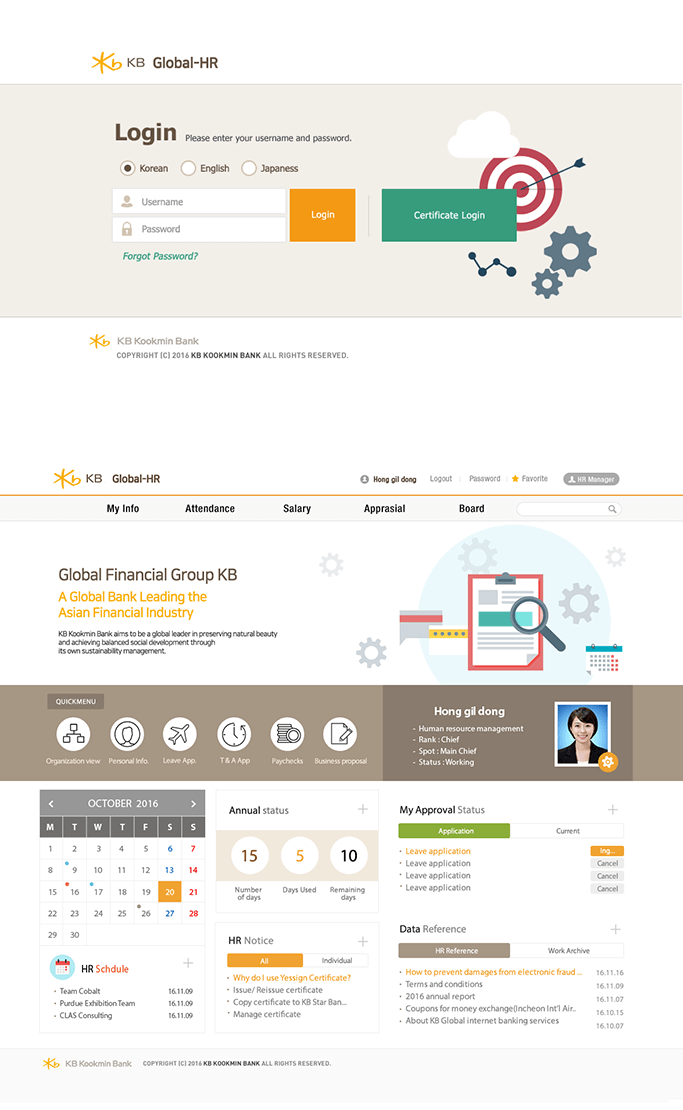 KB Global-HR
Login Please enter your username and password.
Korean English Japaness
Username
Password
Login
Certificate Login
Forgot Password?
KB Kookmin Bank
COPYRIGHT (C) 2016 KB KOOKMIN BANK ALL RIGHTS RESERVED.
KB Global-HR
Hong gil dong Logout Password Favorite HR Manager
My Info Attendance Salary Apprasial Board
Global Financial Group KB
A Global Bank Leading the
Asian Financial Industry
KB Kookmin Bank aims to be a global leader in preserving natural beauty
and achieving balanced social development through
its own sustainability management.
QUICKMENU
Organization view Personal Info. Leave App. T & A App Paychecks Business proposal
Hong gil dong
- Human resource management
- Rank : Chief
- Spot : Main Chief
- Status : Working
OCTOBER 2016
M T W T F S S
1 2 3 4 5 6 7
8 9 10 11 12 13 14
15 16 17 18 19 20 21
22 23 24 25 26 27 28
29 30
HR Schdule
Team Cobalt 16.11.09
Purdue Exhibition Team 16.11.09
CLAS Consulting 16.11.09
Annual status
15 5 10
Number of days
Days Used
Remaining days
HR Notice
All Individual
Why do I use Yessign Certificate?
Issue/ Reissue certificate
Copy certificate to KB Star Ban...
Manage certificate
My Approval Status
Application Current
Leave application Ing...
Leave application Cancel
Leave application Cancel
Leave application Cancel
Data Reference
HR Reference Work Archive
How to prevent damages from electronic fraud ... 16.11.16
Terms and conditions 16.11.09
2016 annual report 16.11.07
Coupons for money exchange(Incheon Int'l Air.. 16.10.15
About KB Global internet banking services 16.10.07
KB Kookmin Bank COPYRIGHT (C) 2016 KB KOOKMIN BANK ALL RIGHTS RESERVED.